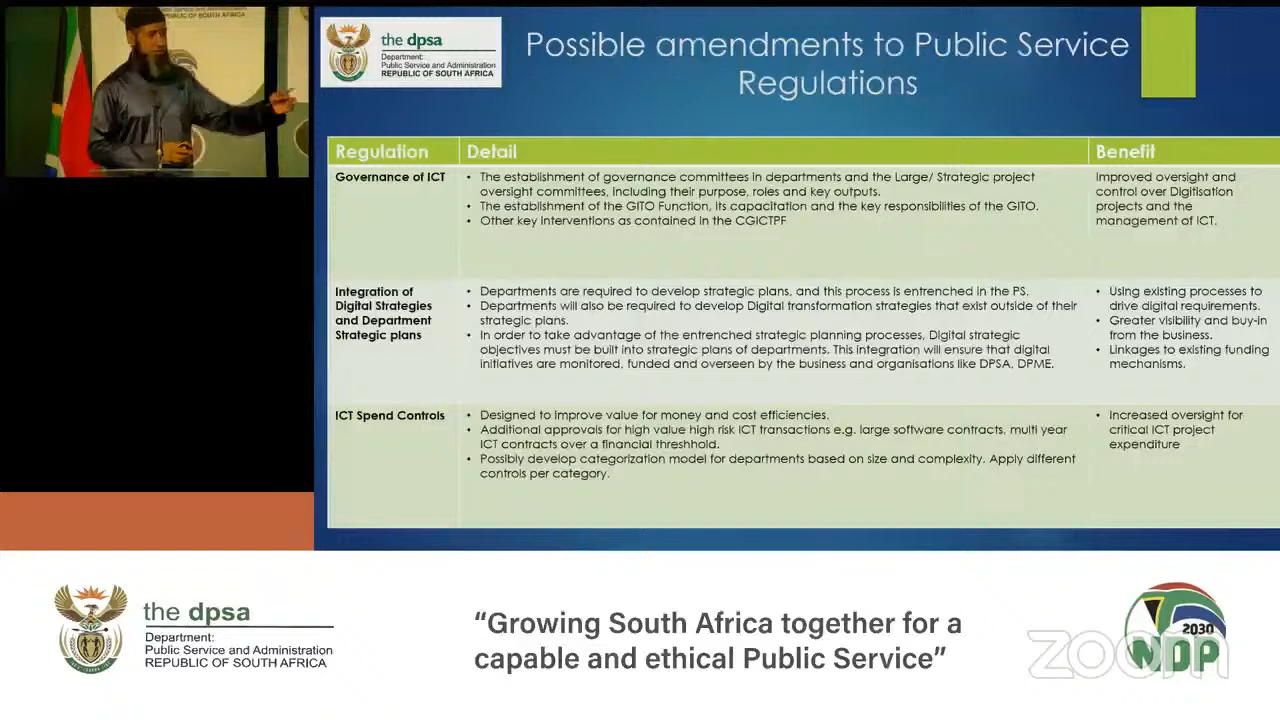 REPUBLIC OF SOUTH AFRICA
the dpsa
Department:
Public Service and Administration
REPUBLIC OF SOUTH AFRICA
Possible amendments to Public Service
Regulations
Regulation
Detail
Benefit
Governance of ICT
• The establishment of governance committees in departments and the Large/ Strategic project
oversight committees, including their purpose, roles and key outputs.
• The establishment of the GITO Function, its capacitation and the key responsibilities of the GITO.
• Other key interventions as contained in the CGICTPF
Improved oversight and
control over Digitisation
projects and the
management of ICT.
Integration of
Digital Strategies
and Department
Strategic plans
• Departments are required to develop strategic plans, and this process is entrenched in the PS.
• Departments will also be required to develop Digital transformation strategies that exist outside of their
strategic plans.
• In order to take advantage of the entrenched strategic planning processes, Digital strategic
objectives must be built into strategic plans of departments. This integration will ensure that digital
initiatives are monitored, funded and overseen by the business and organisations like DPSA, DPME.
• Using existing processes to
drive digital requirements.
• Greater visibility and buy-in
from the business.
• Linkages to existing funding
mechanisms.
ICT Spend Controls
• Designed to improve value for money and cost efficiencies.
• Additional approvals for high value high risk ICT transactions e.g. large software contracts, multi year
ICT contracts over a financial threshhold.
• Possibly develop categorization model for departments based on size and complexity. Apply different
controls per category.
• Increased oversight for
critical ICT project
expenditure
the dpsa
Department:
Public Service and Administration
REPUBLIC OF SOUTH AFRICA
“Growing South Africa together for a
capable and ethical Public Service”
2030
NDP
zoom